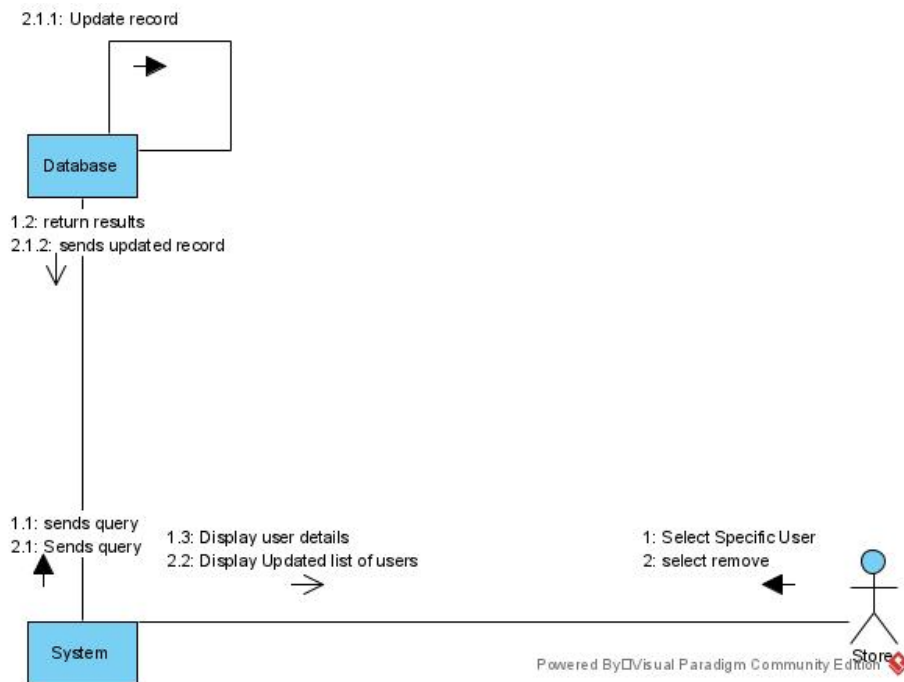 2.1.1: Update record
Database
1.2: return results
2.1.2: sends updated record
1.1: sends query
2.1: Sends query
1.3: Display user details
2.2: Display Updated list of users
1: Select Specific User
2: select remove
System
Store
Powered By Visual Paradigm Community Edition